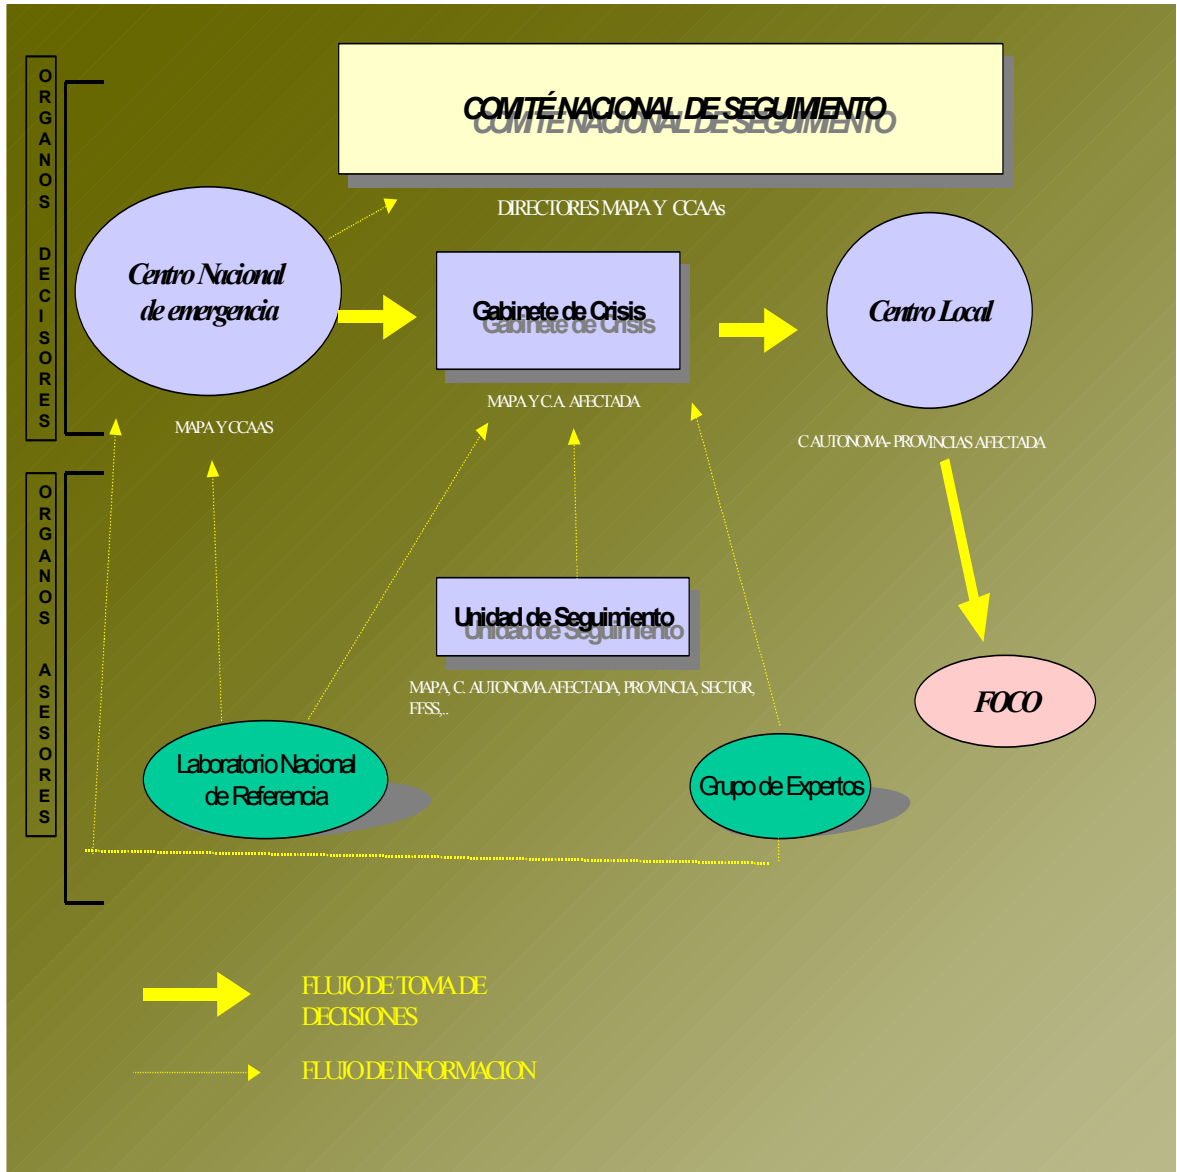 ORGANOS DECISORES
COMITÉ NACIONAL DE SEGUIMIENTO
DIRECTORES MAPA Y CCAAs
Centro Nacional
de emergencia
Gabinete de Crisis
Centro Local
MAPA Y C.A. AFECTADA
MAPA Y CCAAS
C AUTONOMA- PROVINCIAS AFECTADA
ORGANOS ASESORES
Unidad de Seguimiento
MAPA, C. AUTONOMA AFECTADA, PROVINCIA, SECTOR,
FFSS,..
FOCO
Laboratorio Nacional
de Referencia
Grupo de Expertos
FLUJO DE TOMA DE
DECISIONES
FLUJO DE INFORMACION